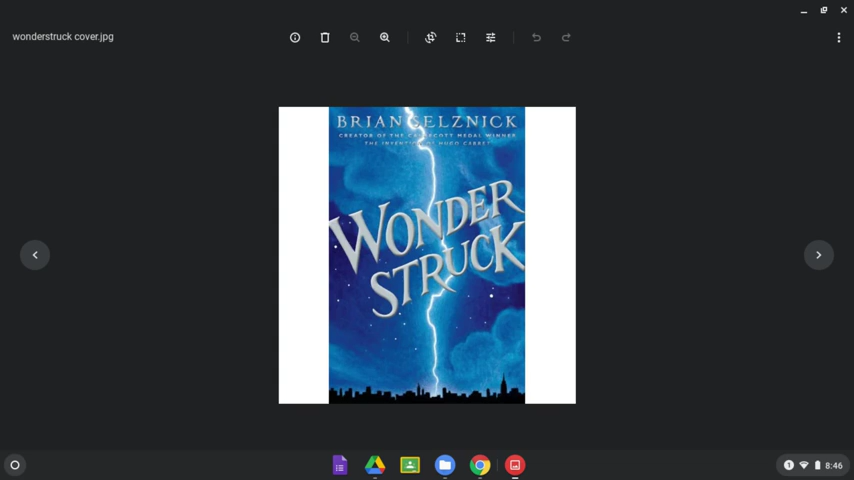 wonderstruck cover.jpg
BRIAN SELZNICK
CREATOR OF THE CALDECOTT MEDAL WINNER
THE INVENTION OF HUGO CABRET
WONDER
STRUCK
1
8:46